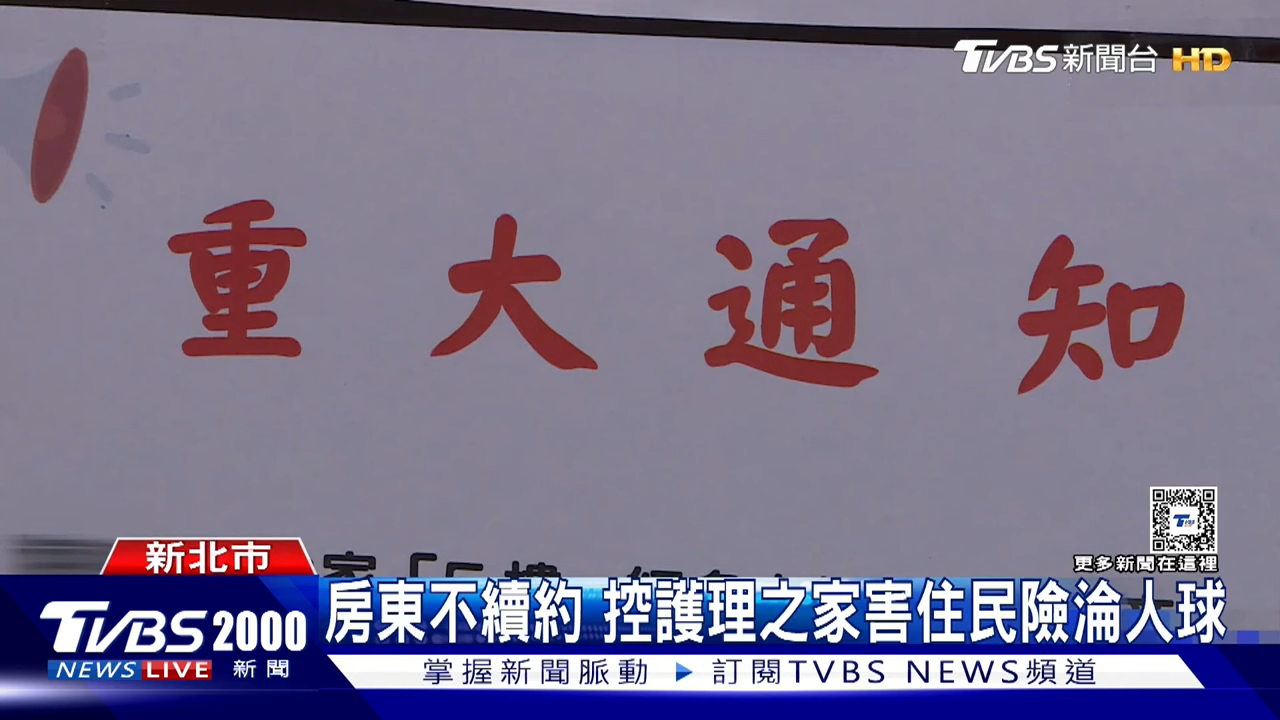 TVBS新聞台 HD
重大通知
更多新聞在這裡
新北市
房東不續約 控護理之家害住民險淪人球
TVBS 2000
NEWS LIVE 新聞
掌握新聞脈動 ▶ 訂閱TVBS NEWS頻道